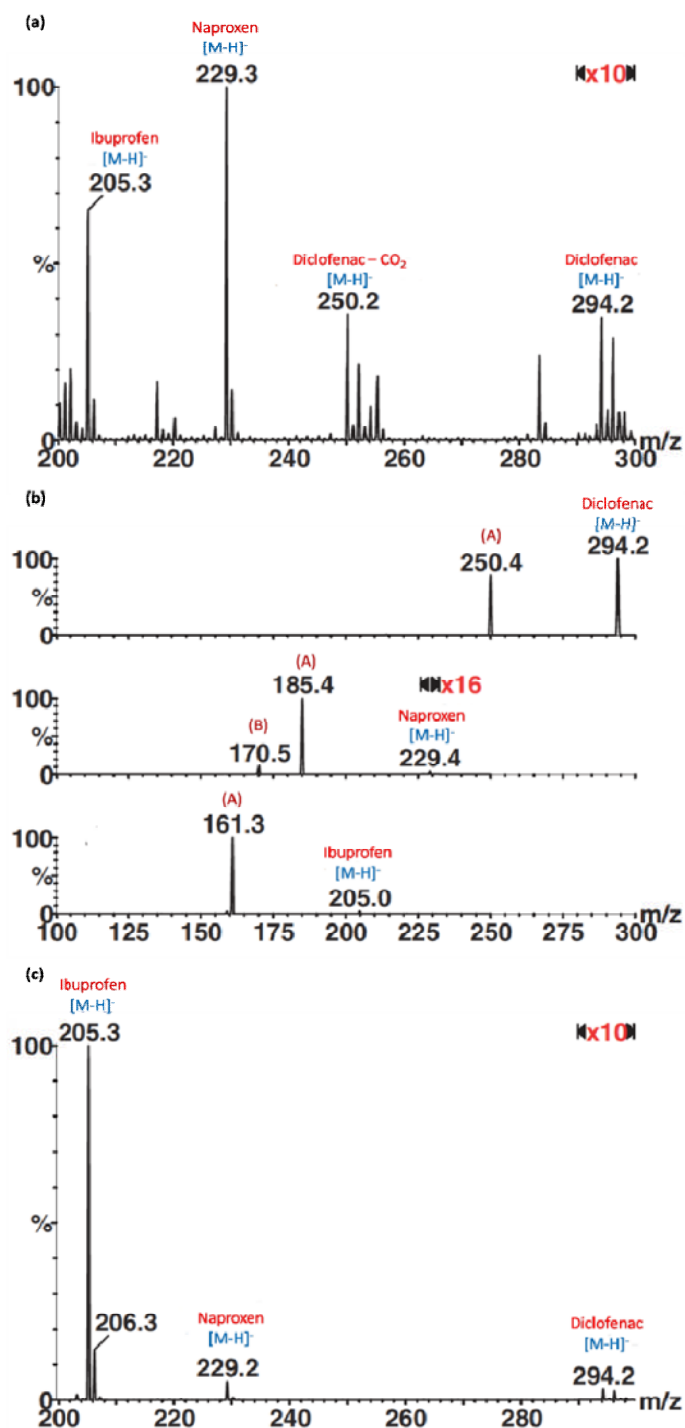 (a)
Naproxen
[M-H]⁻
229.3
x10
100
Ibuprofen
[M-H]⁻
205.3
%
Diclofenac – CO₂
[M-H]⁻
250.2
Diclofenac
[M-H]⁻
294.2
0
200 220 240 260 280 300 m/z
(b)
Diclofenac
[M-H]⁻
294.2
(A)
250.4
100
%
0
(A)
185.4
x16
(B)
170.5
Naproxen
[M-H]⁻
229.4
100
%
0
(A)
161.3
Ibuprofen
[M-H]⁻
205.0
100
%
0
100 125 150 175 200 225 250 275 300 m/z
(c)
Ibuprofen
[M-H]⁻
205.3
x10
100
%
206.3
Naproxen
[M-H]⁻
229.2
Diclofenac
[M-H]⁻
294.2
0
200 220 240 260 280 m/z